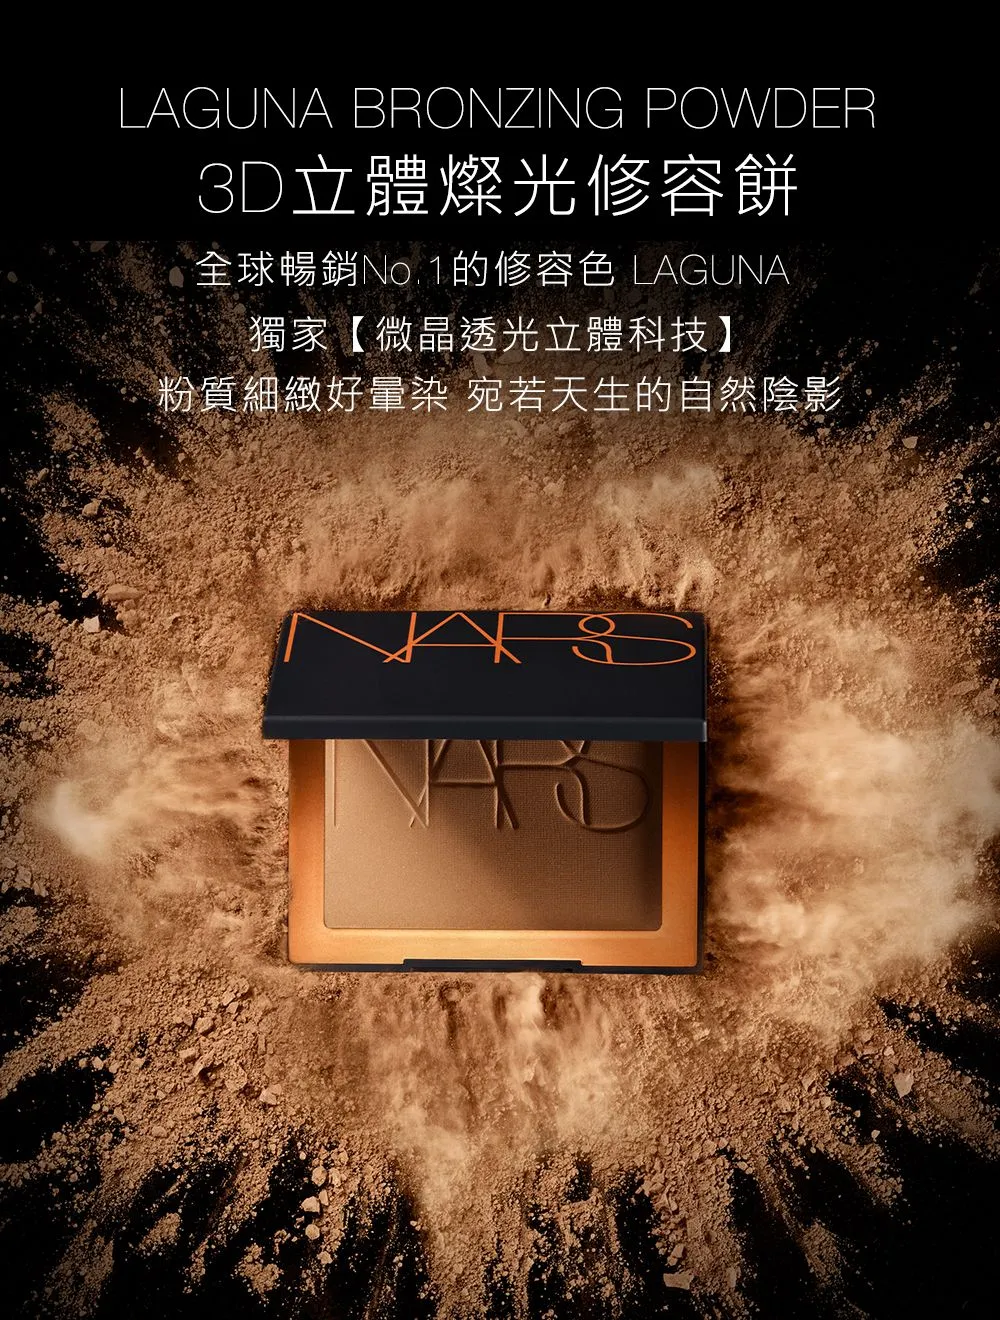 LAGUNA BRONZING POWDER
3D立體燦光修容餅
全球暢銷No.1的修容色 LAGUNA
獨家【微晶透光立體科技】
粉質細緻好暈染 宛若天生的自然陰影
NARS
NARS